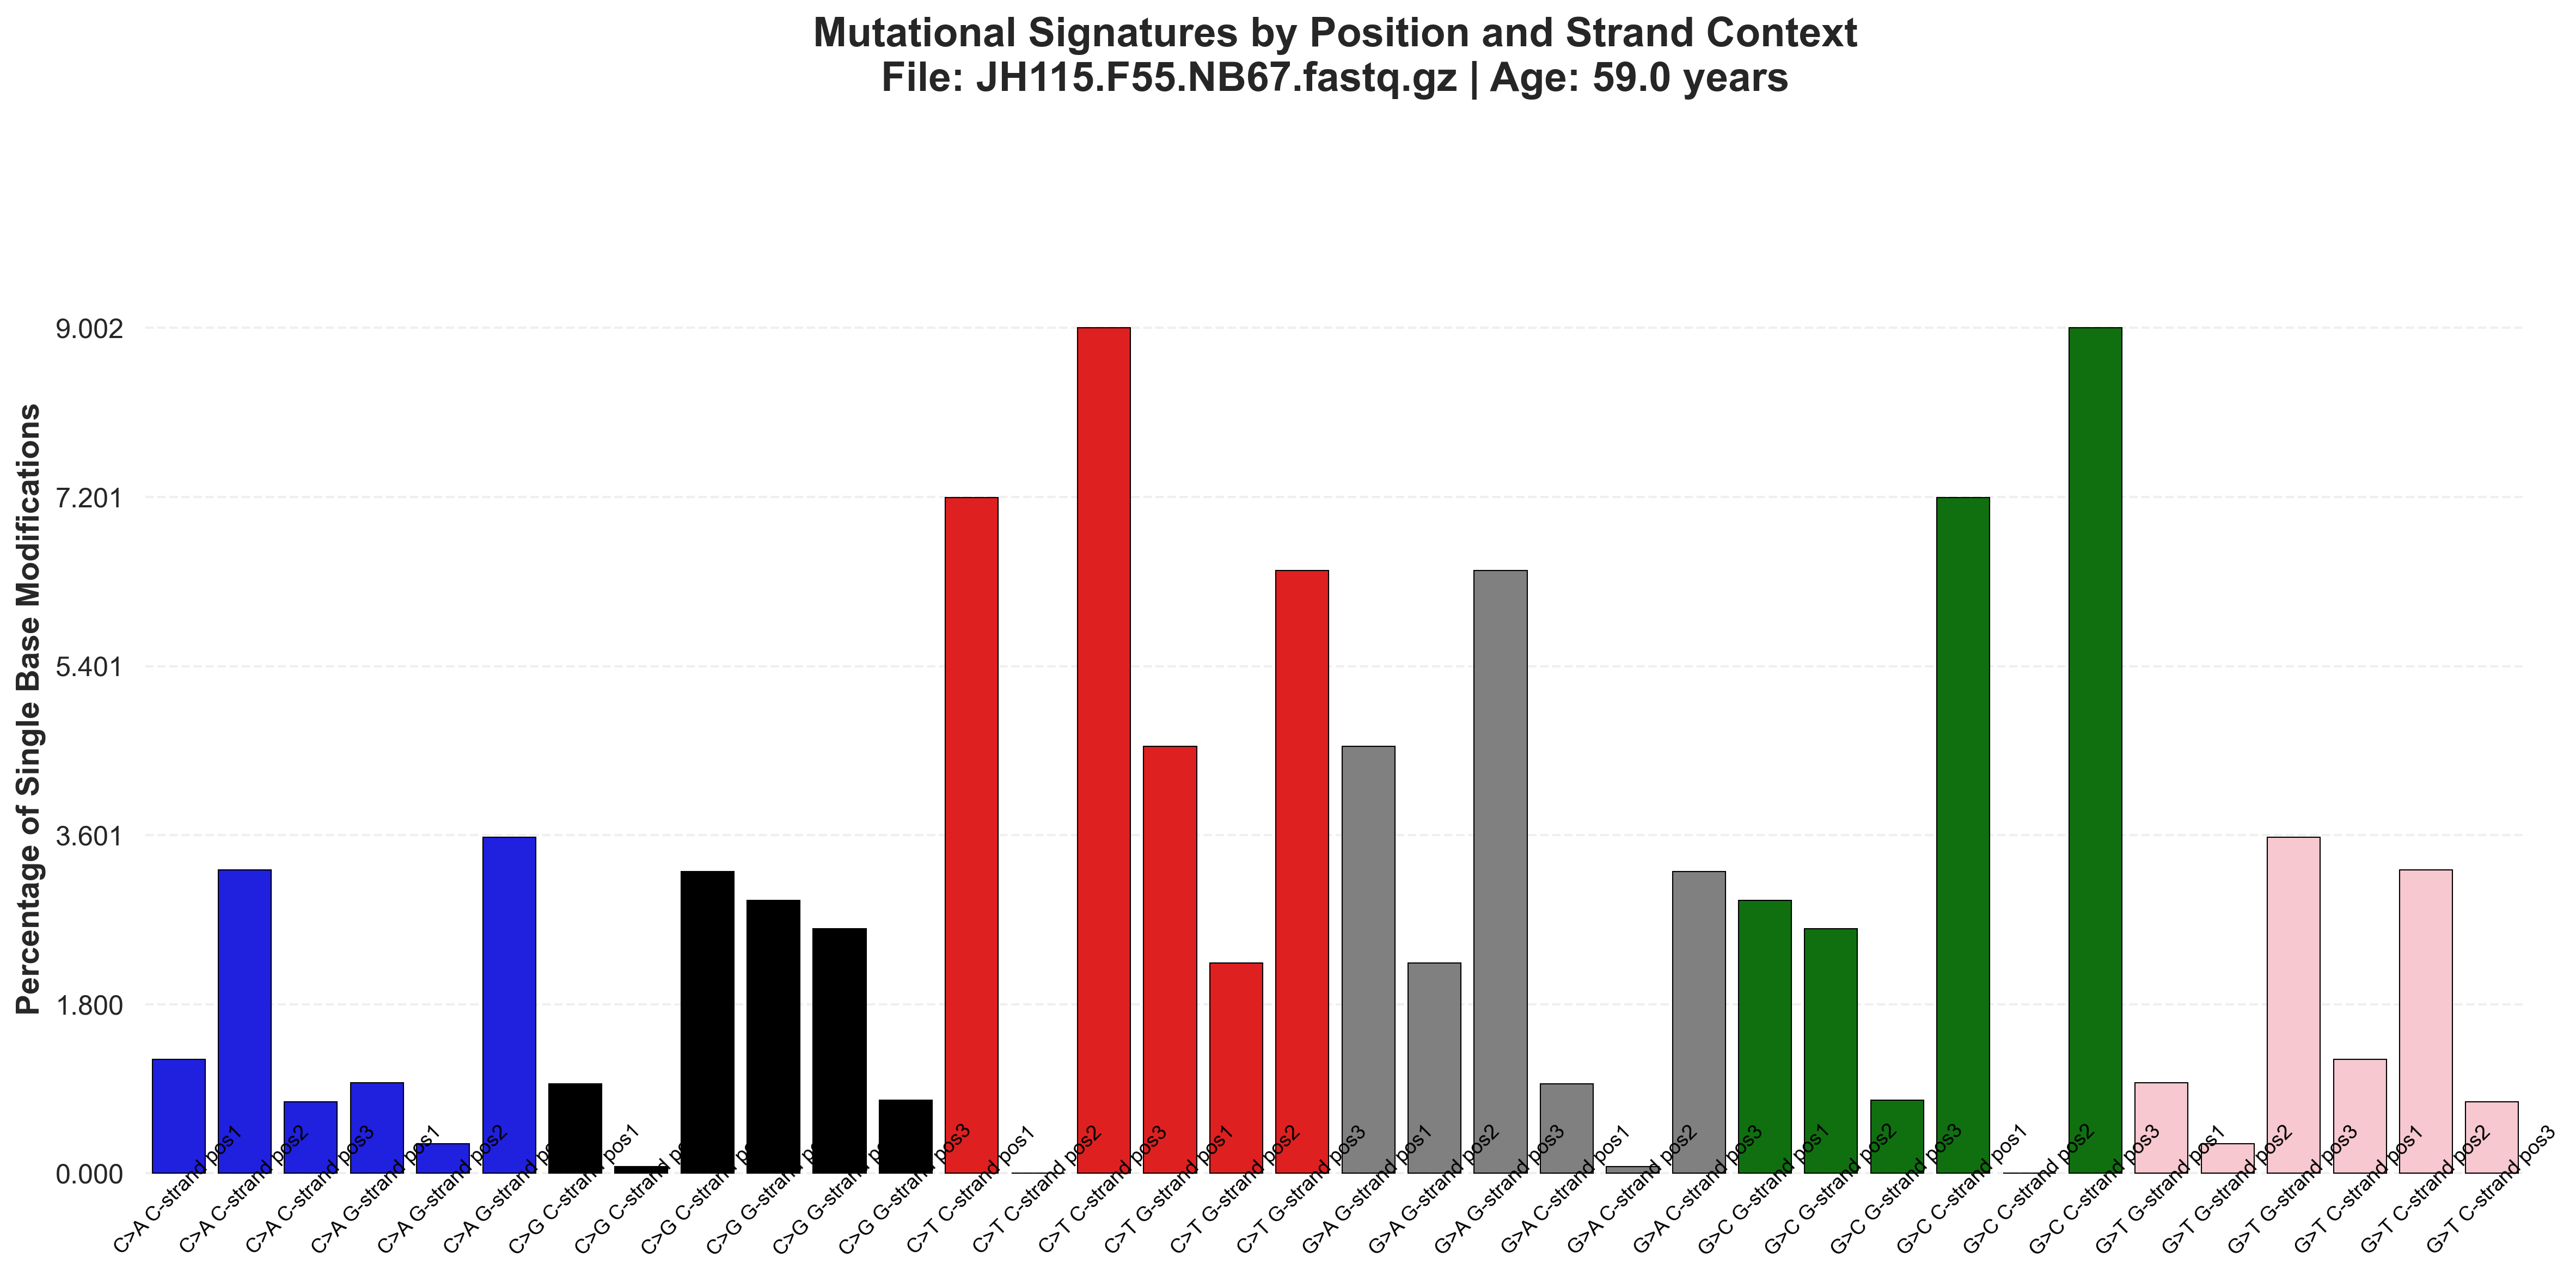 Mutational Signatures by Position and Strand Context
File: JH115.F55.NB67.fastq.gz | Age: 59.0 years
Percentage of Single Base Modifications
9.002
7.201
5.401
3.601
1.800
0.000
C>A C-strand pos1
C>A C-strand pos2
C>A C-strand pos3
C>A G-strand pos1
C>A G-strand pos2
C>A G-strand pos3
C>G C-strand pos1
C>G C-strand pos2
C>G C-strand pos3
C>G G-strand pos1
C>G G-strand pos2
C>G G-strand pos3
C>T C-strand pos1
C>T C-strand pos2
C>T C-strand pos3
C>T G-strand pos1
C>T G-strand pos2
C>T G-strand pos3
G>A G-strand pos1
G>A G-strand pos2
G>A G-strand pos3
G>A C-strand pos1
G>A C-strand pos2
G>A C-strand pos3
G>C G-strand pos1
G>C G-strand pos2
G>C G-strand pos3
G>C C-strand pos1
G>C C-strand pos2
G>C C-strand pos3
G>T G-strand pos1
G>T G-strand pos2
G>T G-strand pos3
G>T C-strand pos1
G>T C-strand pos2
G>T C-strand pos3